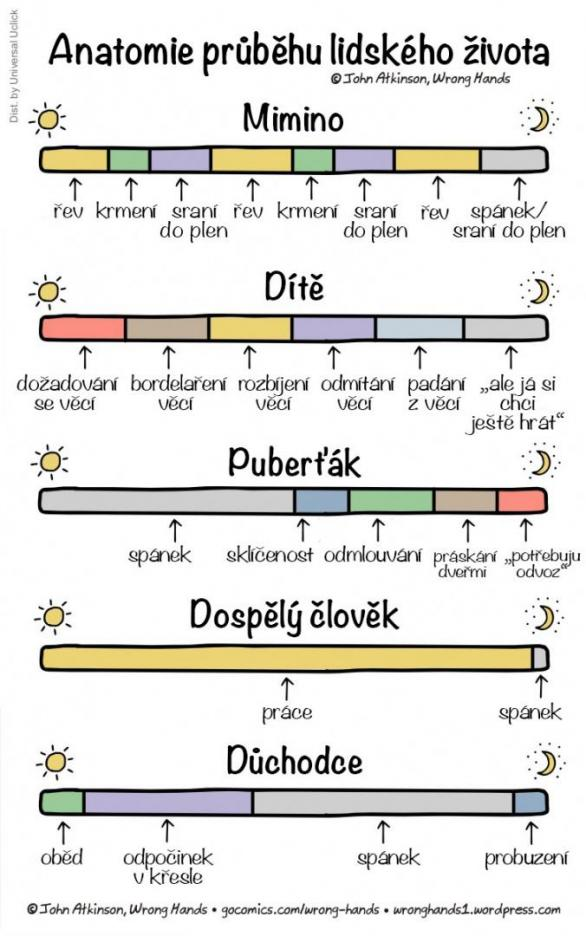 Dist. by Universal Uclick
Anatomie průběhu lidského života
© John Atkinson, Wrong Hands
Mimino
řev krmení sraní do plen řev krmení sraní do plen řev spánek/ sraní do plen
Dítě
dožadování se věcí bordelaření věcí rozbíjení věcí odmítání věcí padání z věcí „ale já si chci ještě hrát“
Puberťák
spánek sklíčenost odmlouvání práskání dveřmi „potřebuju odvoz“
Dospělý člověk
práce spánek
Důchodce
oběd odpočinek v křesle spánek probuzení
© John Atkinson, Wrong Hands • gocomics.com/wrong-hands • wronghands1.wordpress.com